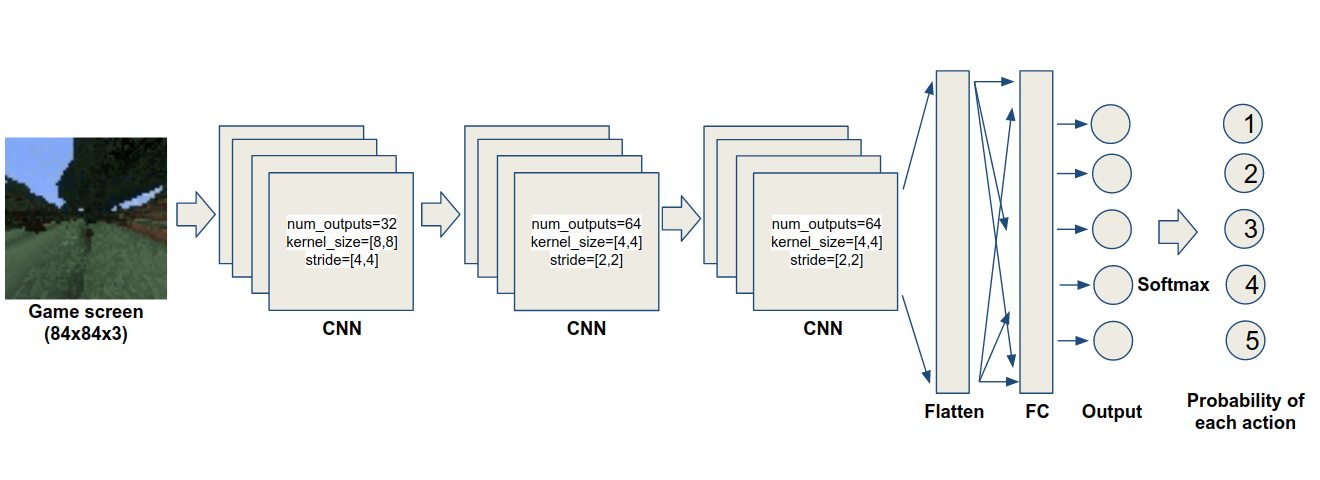 Game screen
(84x84x3)
num_outputs=32
kernel_size=[8,8]
stride=[4,4]
CNN
num_outputs=64
kernel_size=[4,4]
stride=[2,2]
CNN
num_outputs=64
kernel_size=[4,4]
stride=[2,2]
CNN
Flatten
FC
Output
Softmax
1
2
3
4
5
Probability of
each action